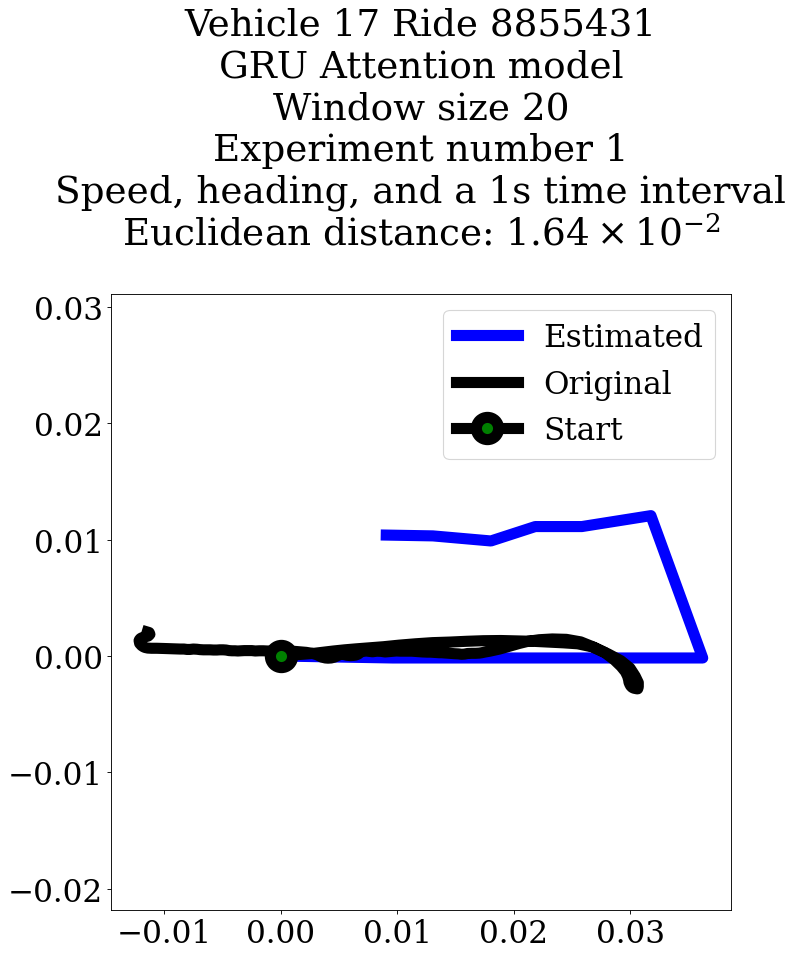 Vehicle 17 Ride 8855431
GRU Attention model
Window size 20
Experiment number 1
Speed, heading, and a 1s time interval
Euclidean distance: 1.64 × 10⁻²
Estimated
Original
Start
0.03
0.02
0.01
0.00
−0.01
−0.02
−0.01 0.00 0.01 0.02 0.03